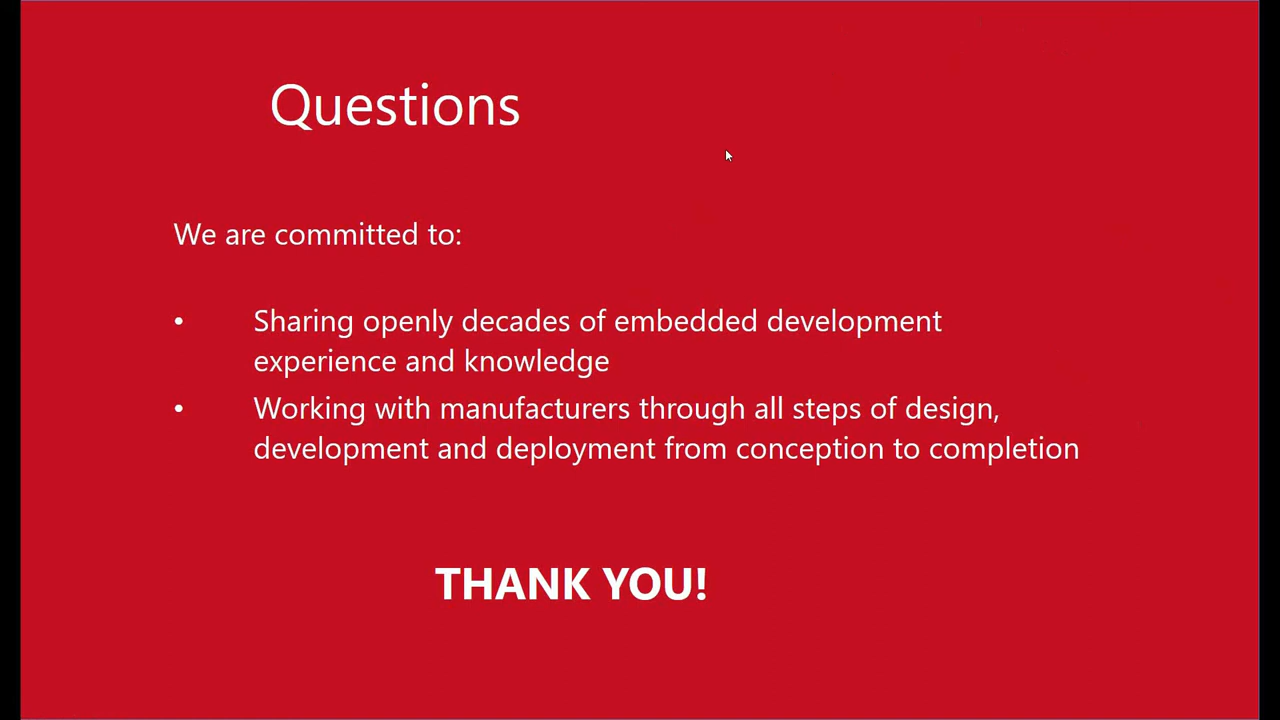 Questions
We are committed to:
• Sharing openly decades of embedded development
experience and knowledge
• Working with manufacturers through all steps of design,
development and deployment from conception to completion
THANK YOU!